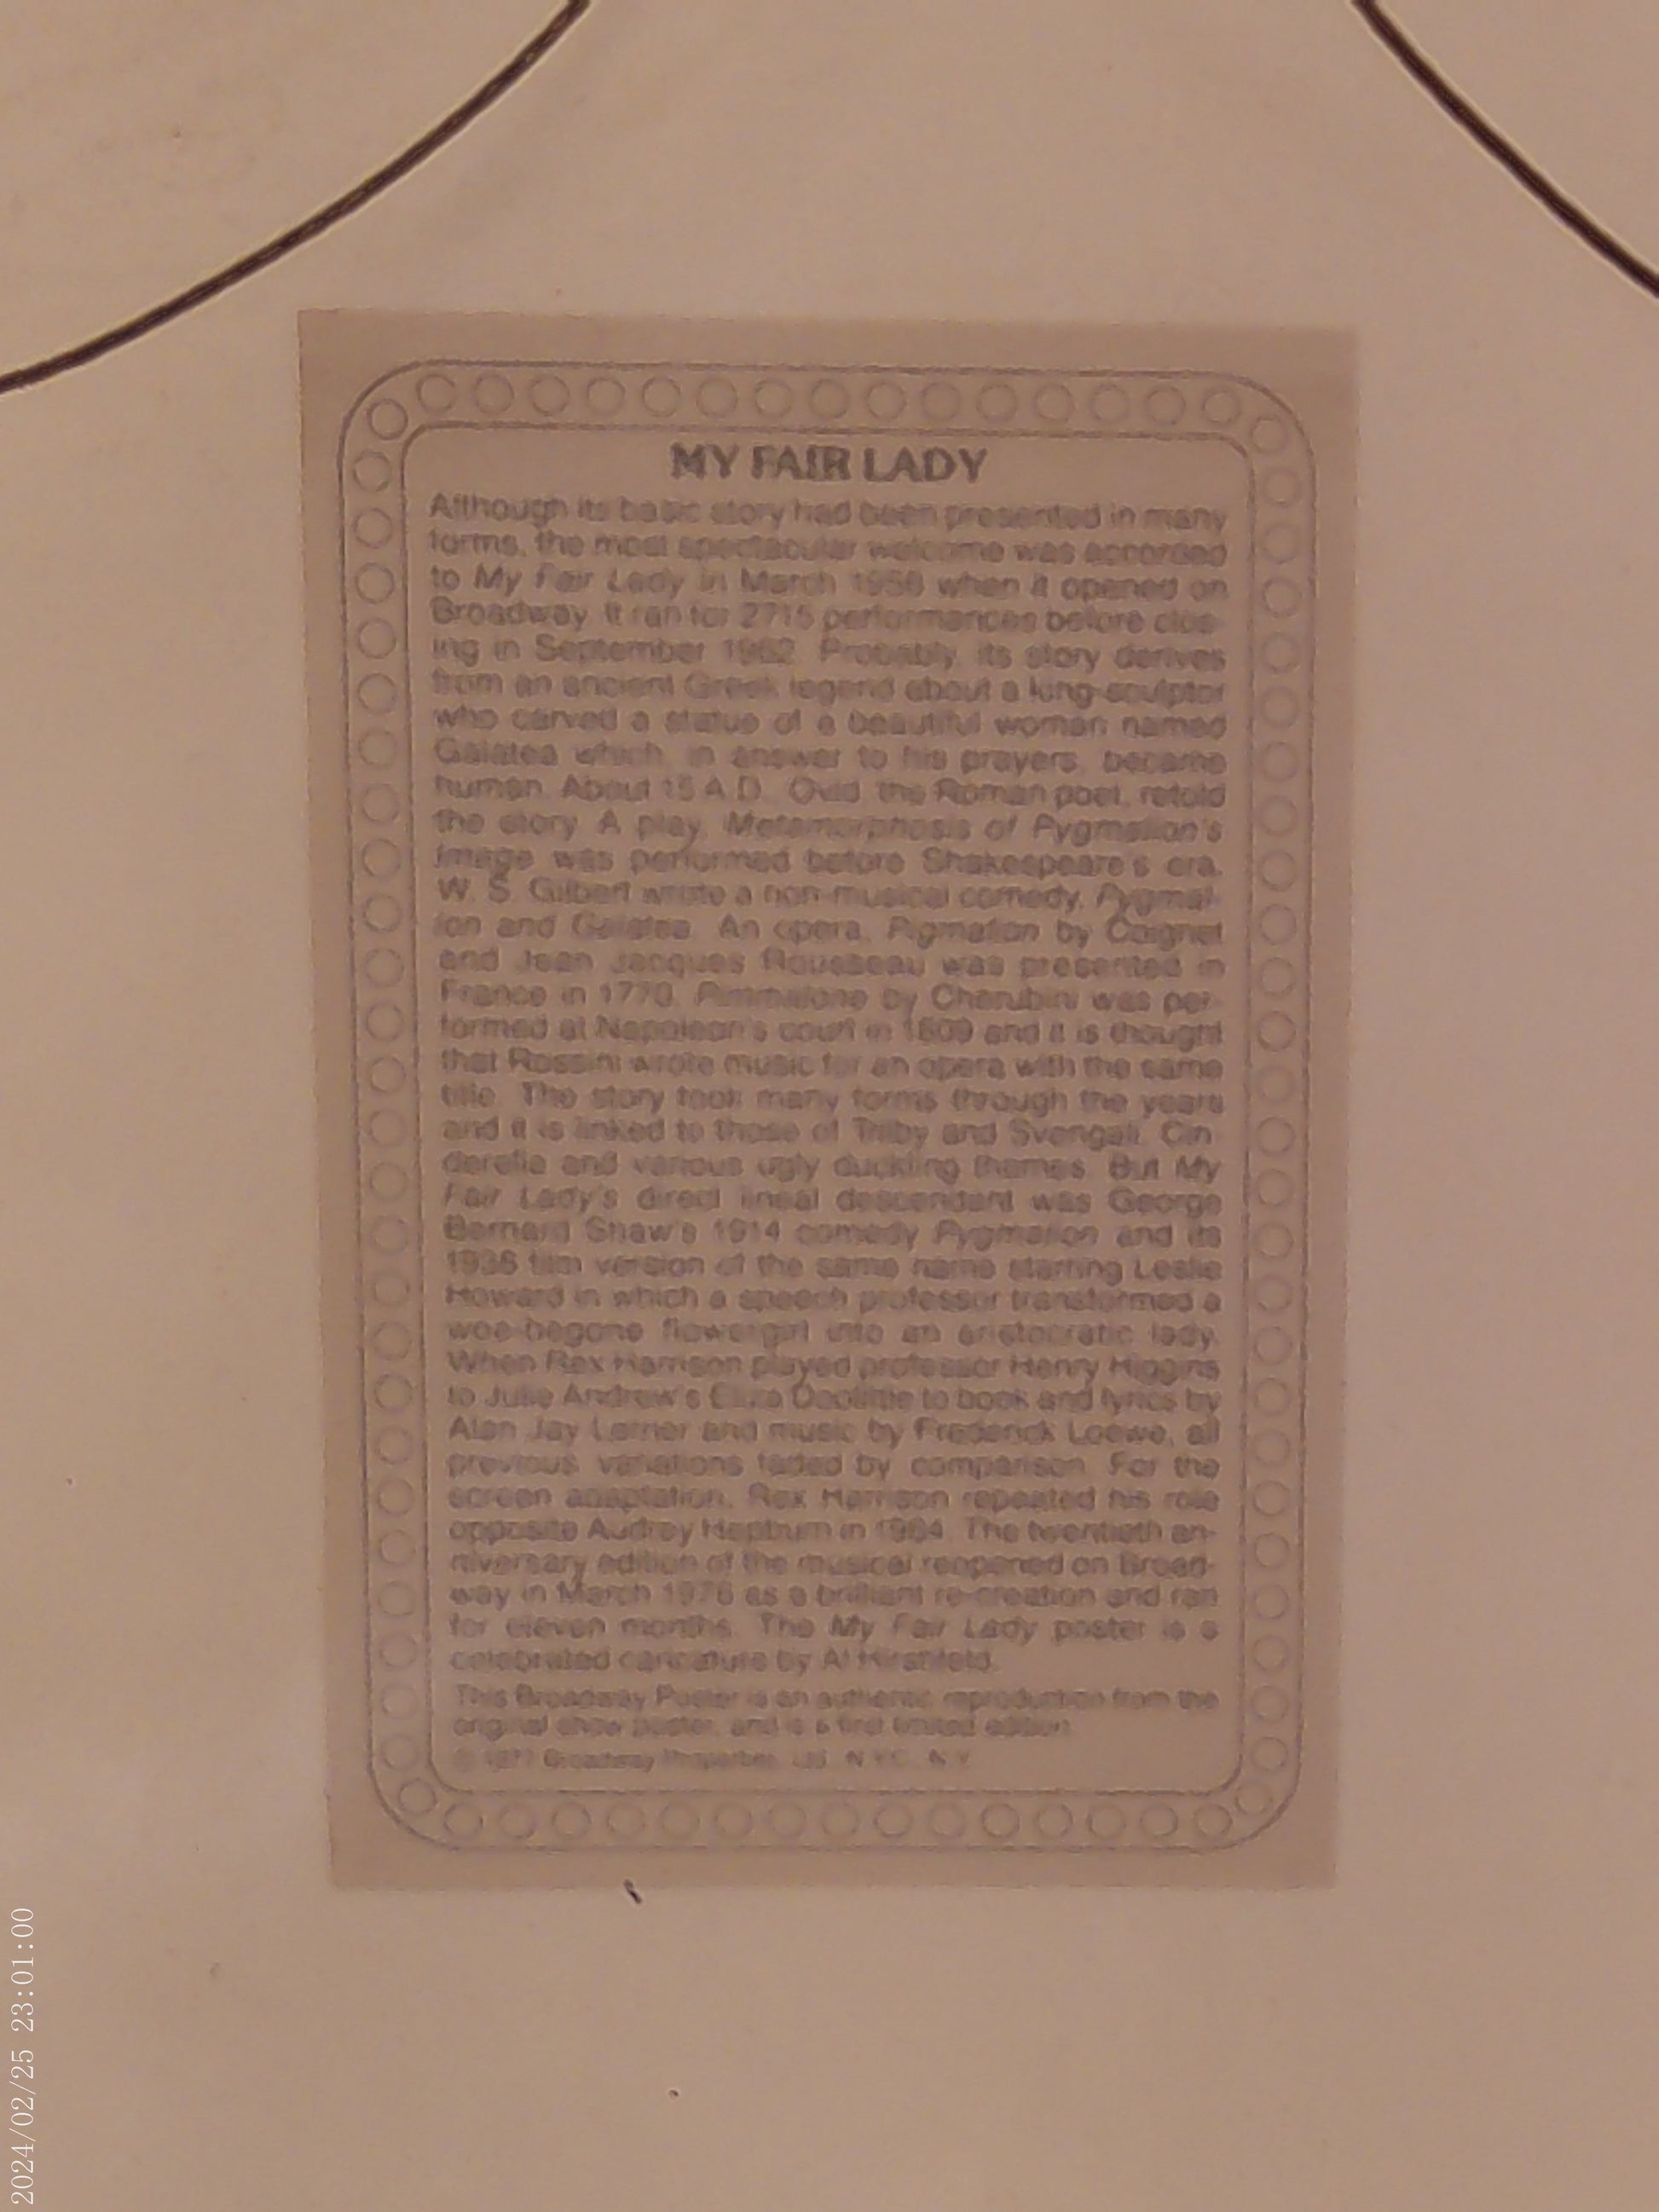 MY FAIR LADY
Although its basic story had been presented in many
forms, the most spectacular welcome was accorded
to My Fair Lady in March 1956 when it opened on
Broadway. It ran for 2715 performances before clos-
ing in September 1962. Probably, its story derives
from an ancient Greek legend about a king-sculptor
who carved a statue of a beautiful woman named
Galatea which, in answer to his prayers, became
human. About 15 A.D., Ovid, the Roman poet, retold
the story. A play, Metamorphosis of Pygmalion's
Image was performed before Shakespeare's era.
W. S. Gilbert wrote a non-musical comedy, Pygmal-
ion and Galatea. An opera, Pigmalion by Coignet
and Jean Jacques Rousseau was presented in
France in 1770. Pimmalione by Cherubini was per-
formed at Napoleon's court in 1809 and it is thought
that Rossini wrote music for an opera with the same
title. The story took many forms through the years
and it is linked to those of Trilby and Svengali, Cin-
derella and various ugly duckling themes. But My
Fair Lady's direct lineal descendant was George
Bernard Shaw's 1914 comedy Pygmalion and its
1938 film version of the same name starring Leslie
Howard in which a speech professor transformed a
woe-begone flowergirl into an aristocratic lady.
When Rex Harrison played professor Henry Higgins
to Julie Andrew's Eliza Doolittle to book and lyrics by
Alan Jay Lerner and music by Frederick Loewe, all
previous variations faded by comparison. For the
screen adaptation, Rex Harrison repeated his role
opposite Audrey Hepburn in 1964. The twentieth an-
niversary edition of the musical reopened on Broad-
way in March 1976 as a brilliant re-creation and ran
for eleven months. The My Fair Lady poster is a
celebrated caricature by Al Hirshfeld.
This Broadway Poster is an authentic reproduction from the
original show poster, and is a first limited edition.
© 1977 Broadway Properties, Ltd. N.Y.C., N.Y.
2024/02/25 23:01:00